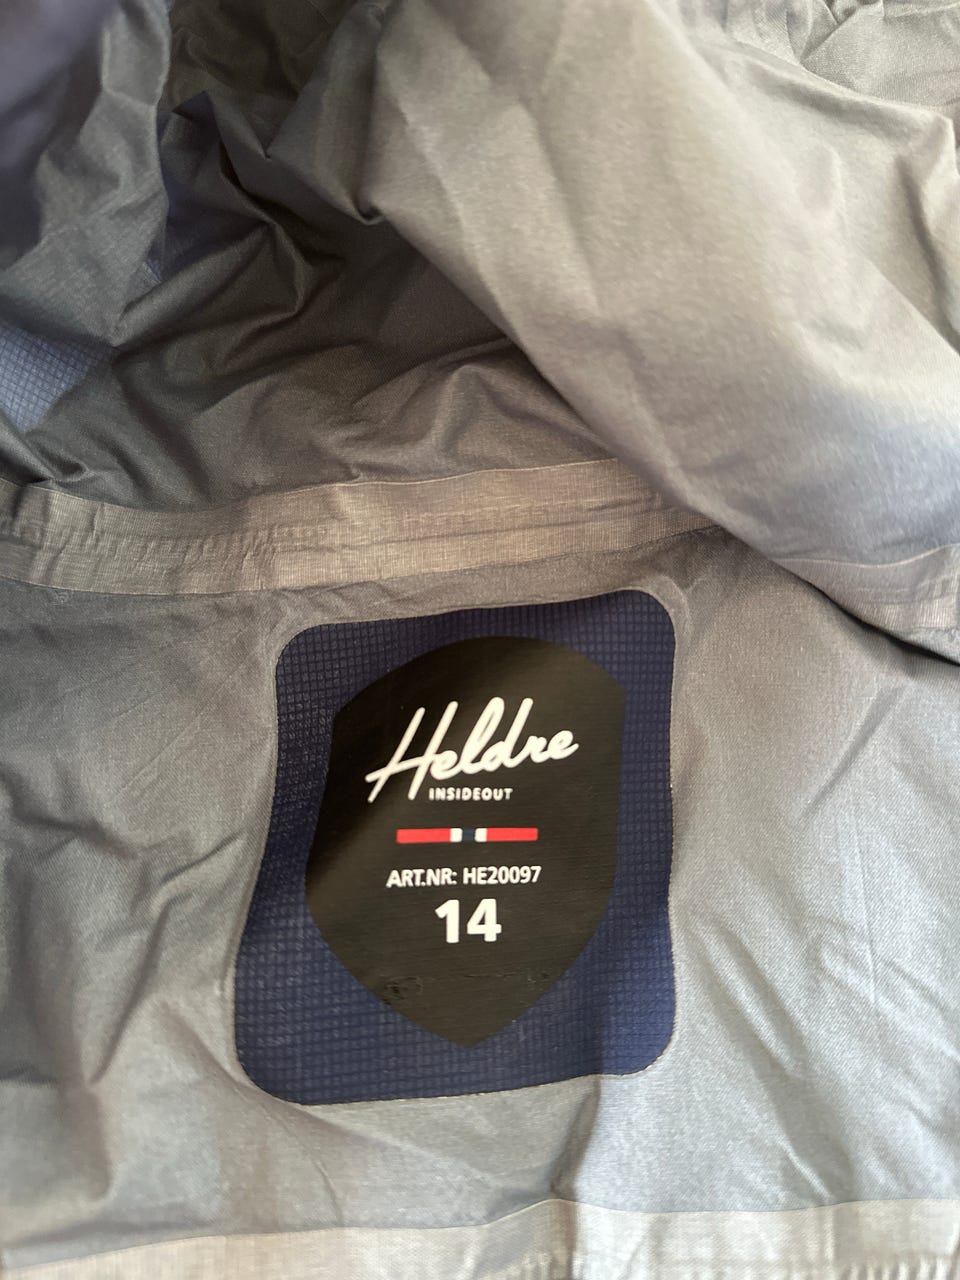 Heldre
INSIDEOUT
ART.NR: HE20097
14